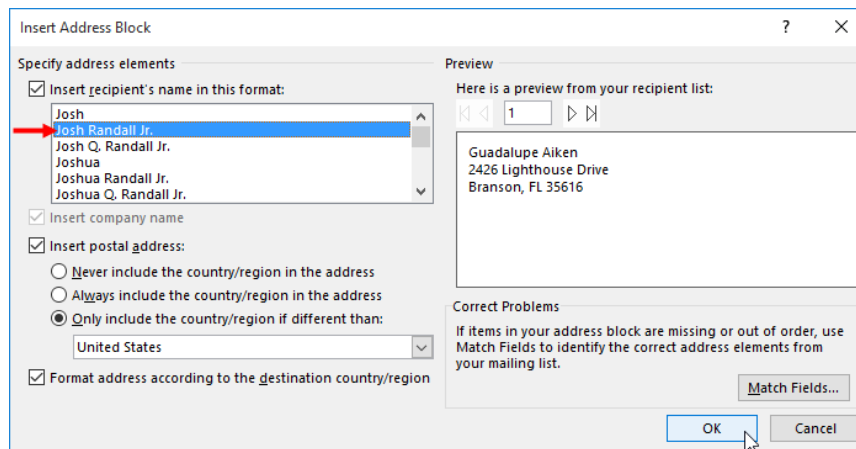 Insert Address Block
?
Specify address elements
Insert recipient's name in this format:
Josh
Josh Randall Jr.
Josh Q. Randall Jr.
Joshua
Joshua Randall Jr.
Joshua Q. Randall Jr.
Insert company name
Insert postal address:
Never include the country/region in the address
Always include the country/region in the address
Only include the country/region if different than:
United States
Format address according to the destination country/region
Preview
Here is a preview from your recipient list:
1
Guadalupe Aiken
2426 Lighthouse Drive
Branson, FL 35616
Correct Problems
If items in your address block are missing or out of order, use
Match Fields to identify the correct address elements from
your mailing list.
Match Fields...
OK
Cancel